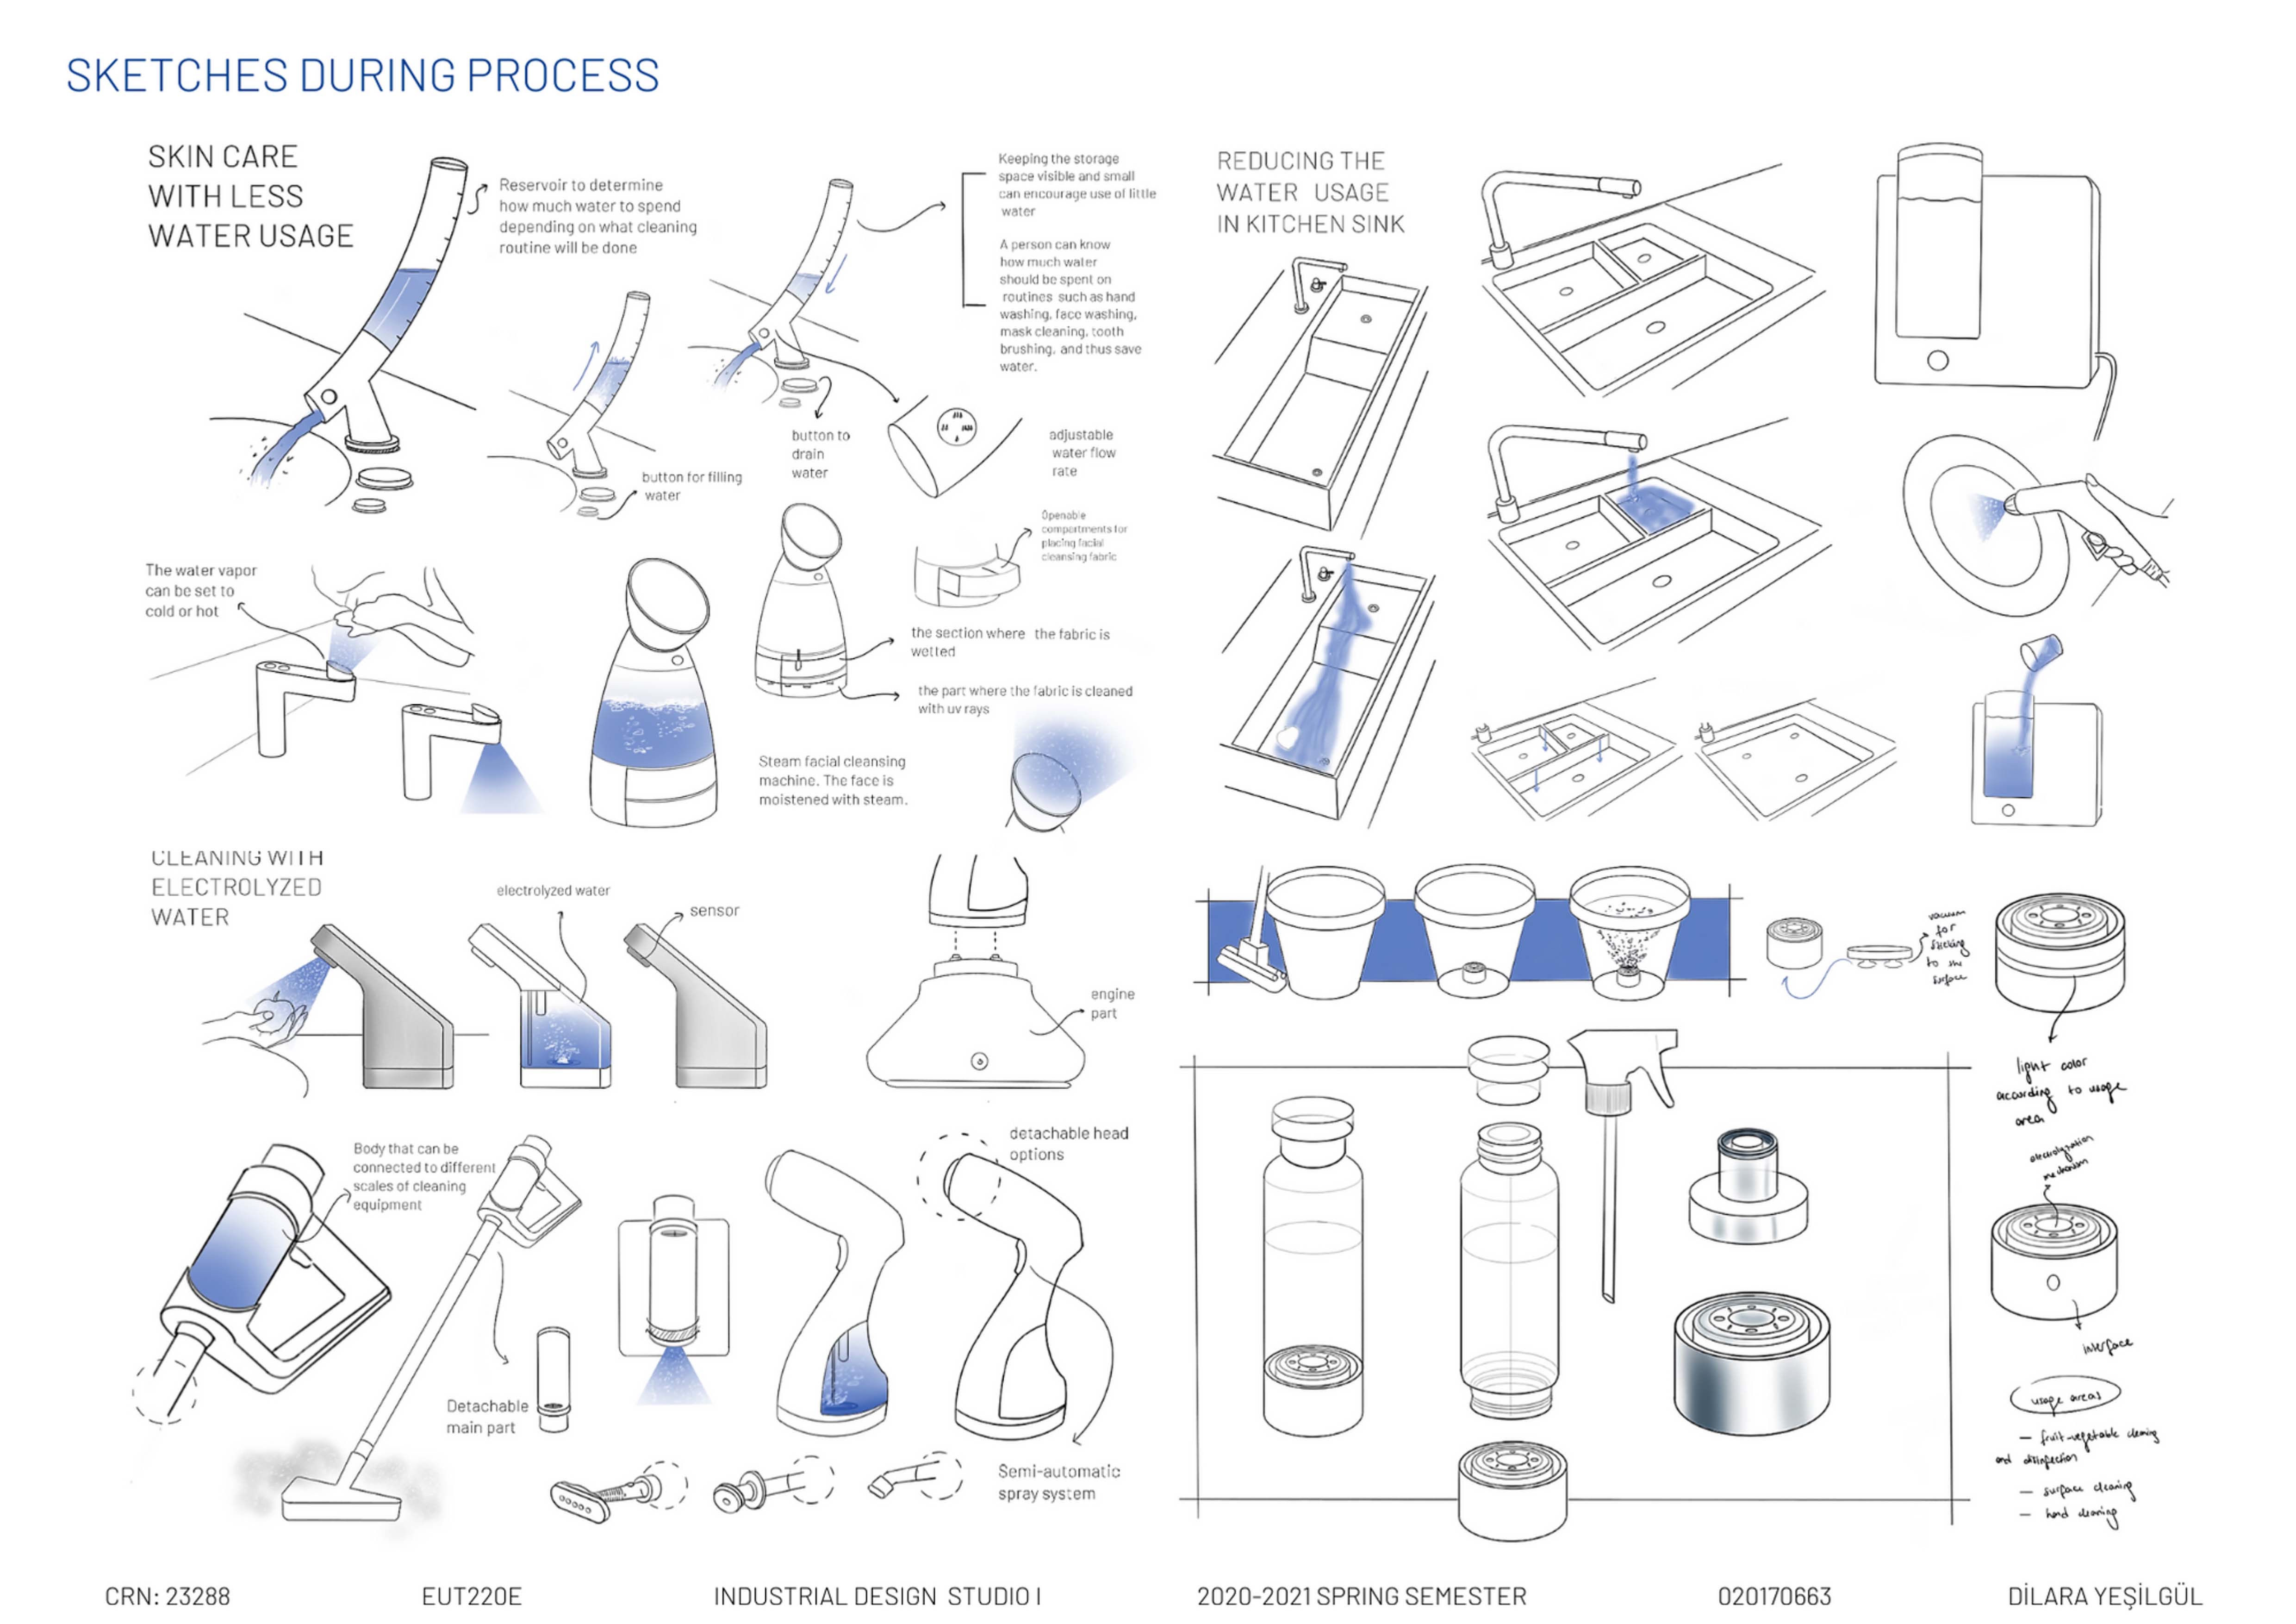 SKETCHES DURING PROCESS
SKIN CARE
WITH LESS
WATER USAGE
Reservoir to determine
how much water to spend
depending on what cleaning
routine will be done
Keeping the storage
space visible and small
can encourage use of little
water
A person can know
how much water
should be spent on
routines such as hand
washing, face washing,
mask cleaning, tooth
brushing, and thus save
water.
button for filling
water
button to
drain
water
adjustable
water flow
rate
The water vapor
can be set to
cold or hot
Openable
compartments for
placing facial
cleansing fabric
the section where the fabric is
wetted
the part where the fabric is cleaned
with uv rays
Steam facial cleansing
machine. The face is
moistened with steam.
CLEANING WITH
ELECTROLYZED
WATER
electrolyzed water
sensor
engine
part
Body that can be
connected to different
scales of cleaning
equipment
Detachable
main part
detachable head
options
Semi-automatic
spray system
REDUCING THE
WATER USAGE
IN KITCHEN SINK
vacuum
for
sticking
to the
surface
light color
according to usage
area
electrolyzation
mechanism
interface
usage areas
— fruit-vegetable cleaning
and disinfection
— surface cleaning
— hand cleaning
CRN: 23288
EUT220E
INDUSTRIAL DESIGN STUDIO I
2020-2021 SPRING SEMESTER
020170663
DİLARA YEŞİLGÜL